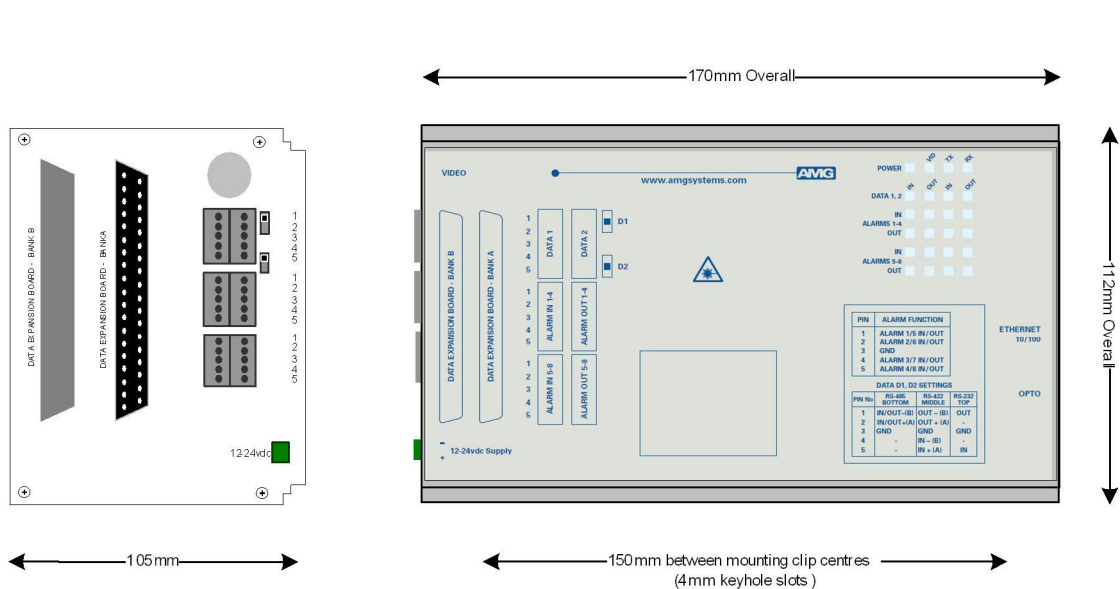 170mm Overall
DATA EXPANSION BOARD - BANK B
DATA EXPANSION BOARD - BANKA
1
2
3
4
5
1
2
3
4
5
1
2
3
4
5
12-24vdc
105mm
VIDEO
www.amgsystems.com
AMG
DATA EXPANSION BOARD - BANK B
DATA EXPANSION BOARD - BANK A
1
2
3
4
5
DATA 1
DATA 2
D1
D2
1
2
3
4
5
ALARM IN 1-4
ALARM OUT 1-4
1
2
3
4
5
ALARM IN 5-8
ALARM OUT 5-8
−
+
12-24vdc Supply
VID TX RX
POWER
IN OUT IN OUT
DATA 1, 2
IN
ALARMS 1-4
OUT
IN
ALARMS 5-8
OUT
PIN ALARM FUNCTION
1 ALARM 1/5 IN/OUT
2 ALARM 2/6 IN/OUT
3 GND
4 ALARM 3/7 IN/OUT
5 ALARM 4/8 IN/OUT
DATA D1, D2 SETTINGS
PIN No RS-485 BOTTOM RS-422 MIDDLE RS-232 TOP
1 IN/OUT−(B) OUT − (B) OUT
2 IN/OUT+(A) OUT + (A) -
3 GND GND GND
4 - IN − (B) -
5 - IN + (A) IN
ETHERNET
10/100
OPTO
112mm Overall
150mm between mounting clip centres
(4mm keyhole slots )